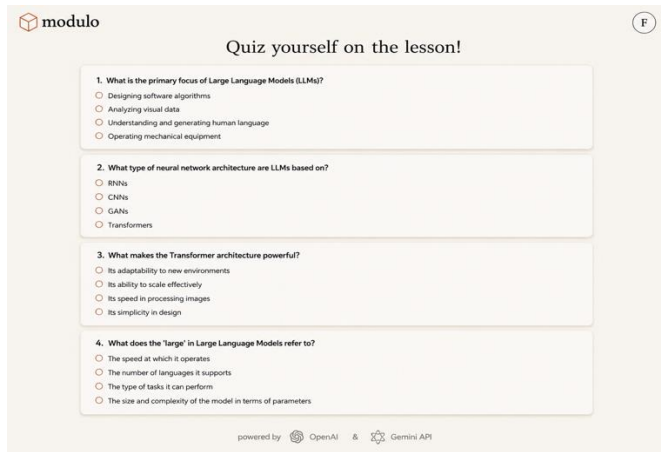 modulo
F
Quiz yourself on the lesson!
1. What is the primary focus of Large Language Models (LLMs)?
Designing software algorithms
Analyzing visual data
Understanding and generating human language
Operating mechanical equipment
2. What type of neural network architecture are LLMs based on?
RNNs
CNNs
GANs
Transformers
3. What makes the Transformer architecture powerful?
Its adaptability to new environments
Its ability to scale effectively
Its speed in processing images
Its simplicity in design
4. What does the 'large' in Large Language Models refer to?
The speed at which it operates
The number of languages it supports
The type of tasks it can perform
The size and complexity of the model in terms of parameters
powered by OpenAI & Gemini API